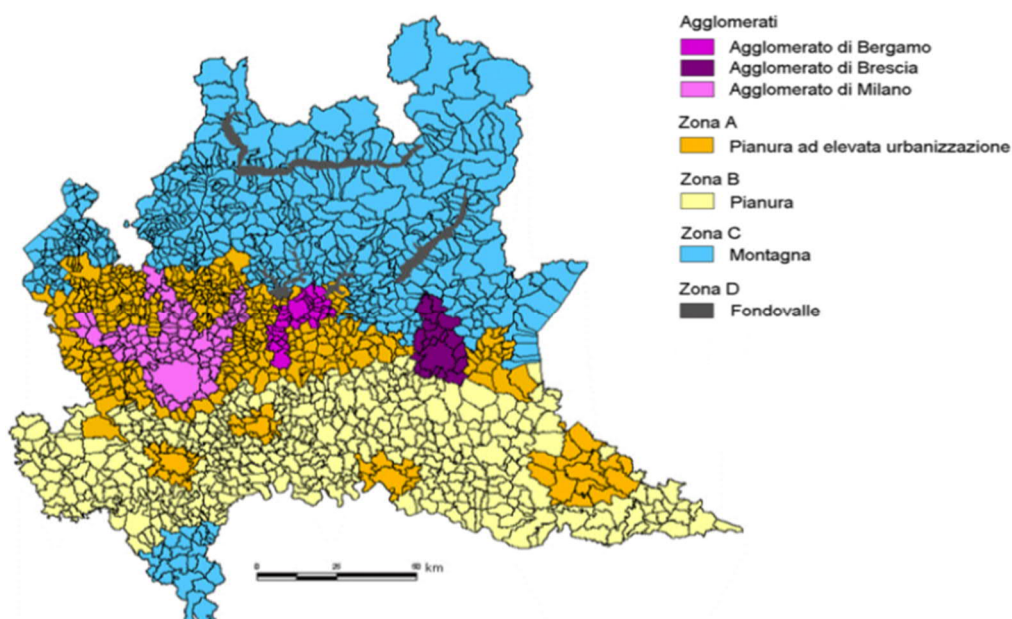 Agglomerati
Agglomerato di Bergamo
Agglomerato di Brescia
Agglomerato di Milano
Zona A
Pianura ad elevata urbanizzazione
Zona B
Pianura
Zona C
Montagna
Zona D
Fondovalle
0 25 50 km